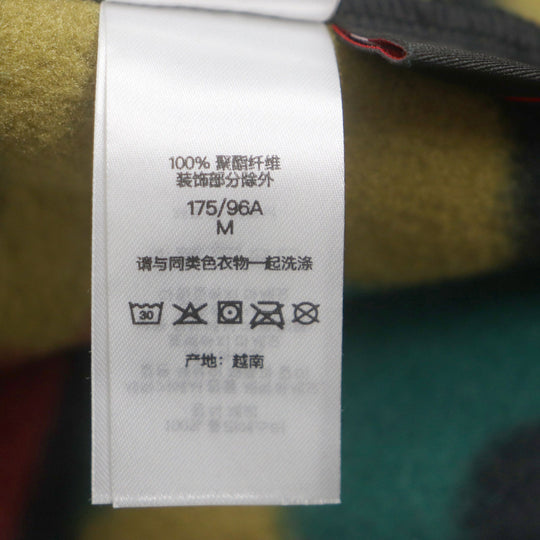 100% 聚酯纤维
装饰部分除外
175/96A
M
请与同类色衣物一起洗涤
30
产地：越南